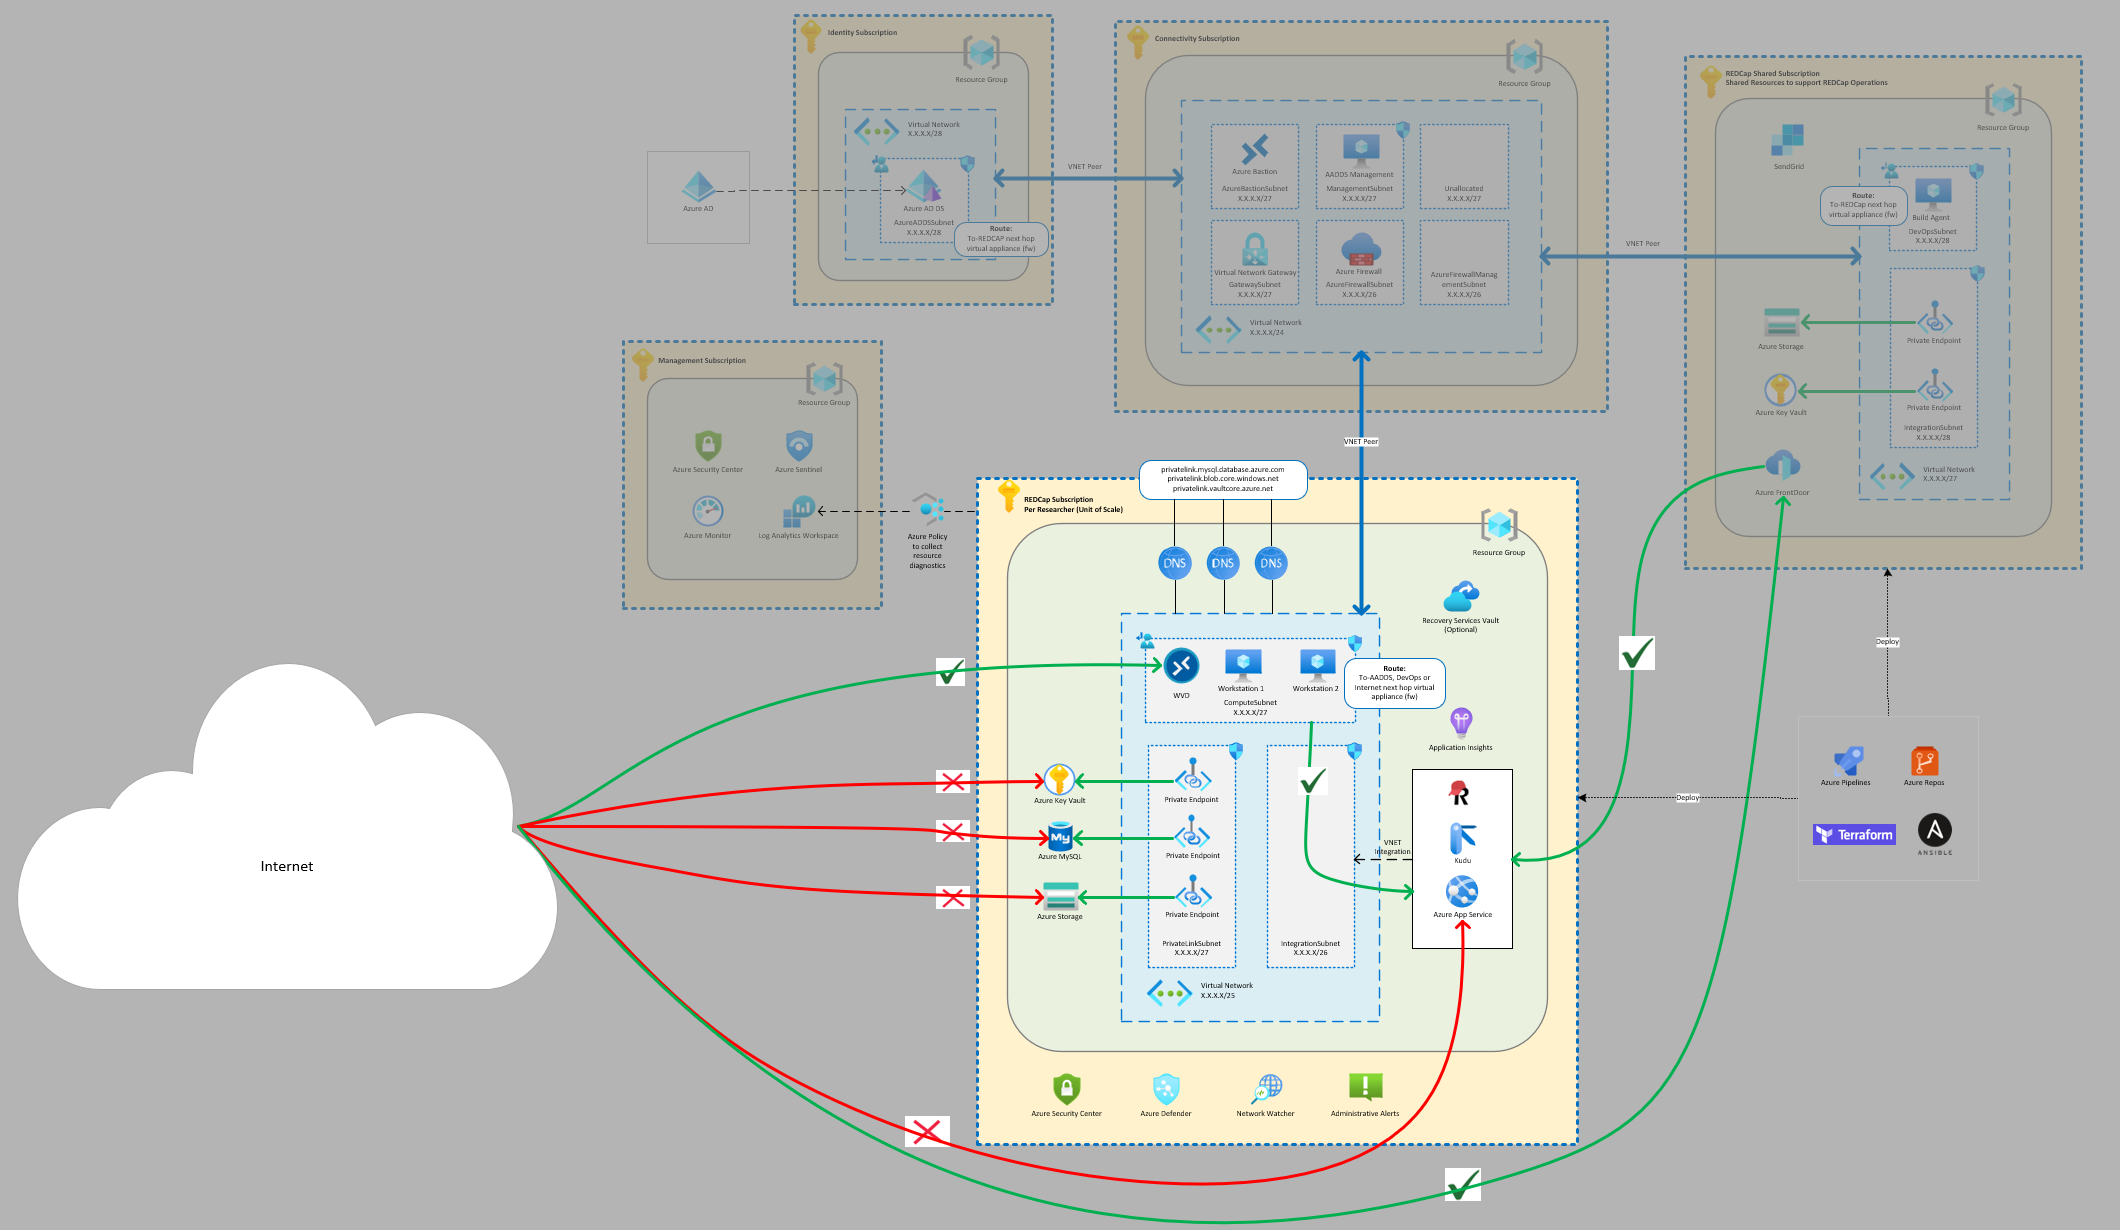 Identity Subscription
Resource Group
Virtual Network
X.X.X.X/28
Azure AD
Azure AD DS
AzureADDSSubnet
X.X.X.X/28
Route:
To-REDCAP next hop
virtual appliance (fw)
VNET Peer
Connectivity Subscription
Resource Group
Azure Bastion
AzureBastionSubnet
X.X.X.X/27
AADDS Management
ManagementSubnet
X.X.X.X/27
Unallocated
X.X.X.X/27
Virtual Network Gateway
GatewaySubnet
X.X.X.X/27
Azure Firewall
AzureFirewallSubnet
X.X.X.X/26
AzureFirewallManag
ementSubnet
X.X.X.X/26
Virtual Network
X.X.X.X/24
VNET Peer
REDCap Shared Subscription
Shared Resources to support REDCap Operations
Resource Group
SendGrid
Route:
To-REDCap next hop
virtual appliance (fw)
Build Agent
DevOpsSubnet
X.X.X.X/28
Azure Storage
Private Endpoint
Azure Key Vault
Private Endpoint
IntegrationSubnet
X.X.X.X/28
Azure FrontDoor
Virtual Network
X.X.X.X/27
Management Subscription
Resource Group
Azure Security Center
Azure Sentinel
Azure Monitor
Log Analytics Workspace
Azure Policy
to collect
resource
diagnostics
VNET Peer
privatelink.mysql.database.azure.com
privatelink.blob.core.windows.net
privatelink.vaultcore.azure.net
REDCap Subscription
Per Researcher (Unit of Scale)
Resource Group
DNS
DNS
DNS
Recovery Services Vault
(Optional)
WVD
Workstation 1
Workstation 2
ComputeSubnet
X.X.X.X/27
Route:
To-AADDS, DevOps or
Internet next hop virtual
appliance (fw)
Application Insights
Azure Key Vault
Private Endpoint
My
Azure MySQL
Private Endpoint
Azure Storage
Private Endpoint
PrivateLinkSubnet
X.X.X.X/27
IntegrationSubnet
X.X.X.X/26
VNET
Integration
R
Kudu
Azure App Service
Virtual Network
X.X.X.X/25
Azure Security Center
Azure Defender
Network Watcher
Administrative Alerts
Internet
Deploy
Deploy
Azure Pipelines
Azure Repos
Terraform
ANSIBLE